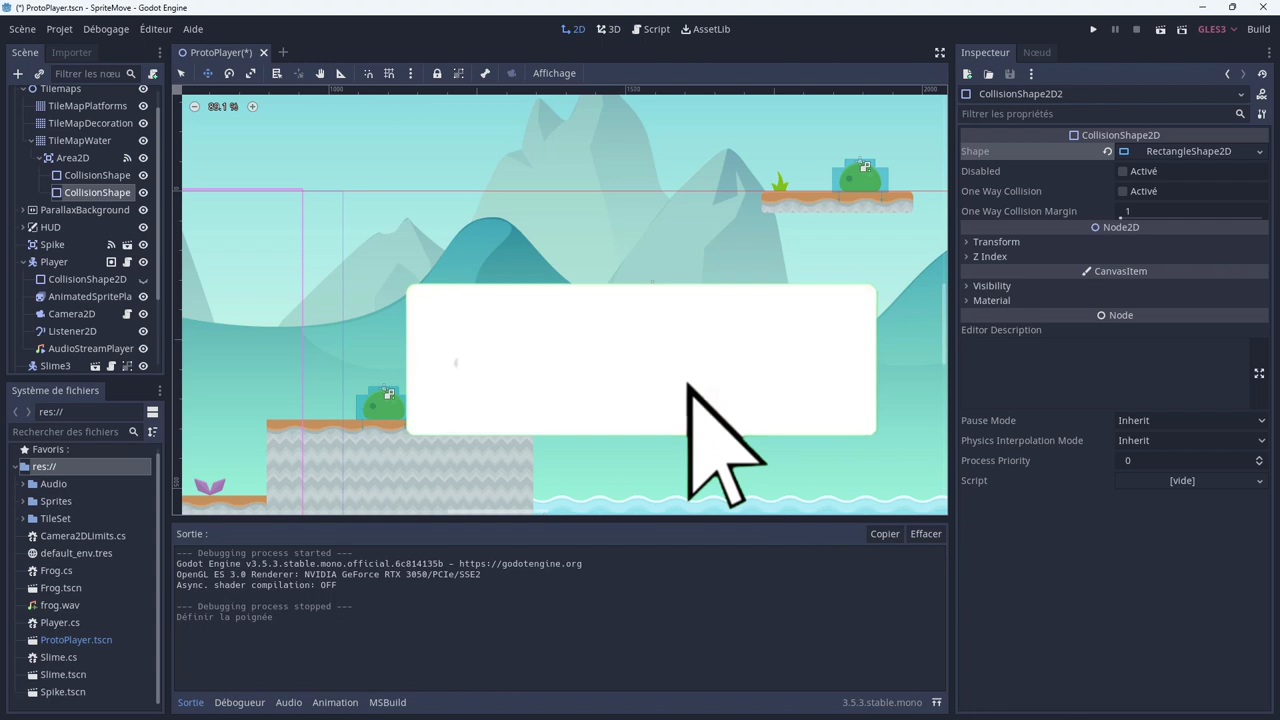 (*) ProtoPlayer.tscn - SpriteMove - Godot Engine
Scène Projet Débogage Éditeur Aide
2D 3D Script AssetLib
GLES3 Build
Scène Importer
Filtrer les nœu
Tilemaps
TileMapPlatforms
TileMapDecoration
TileMapWater
Area2D
CollisionShape
CollisionShape
ParallaxBackground
HUD
Spike
Player
CollisionShape2D
AnimatedSpritePla
Camera2D
Listener2D
AudioStreamPlayer
Slime3
Système de fichiers
res://
Rechercher des fichiers
Favoris :
res://
Audio
Sprites
TileSet
Camera2DLimits.cs
default_env.tres
Frog.cs
Frog.tscn
frog.wav
Player.cs
ProtoPlayer.tscn
Slime.cs
Slime.tscn
Spike.tscn
ProtoPlayer(*)
Affichage
1000 1500 2000
89.1 %
500
Sortie :
Copier Effacer
--- Debugging process started ---
Godot Engine v3.5.3.stable.mono.official.6c814135b - https://godotengine.org
OpenGL ES 3.0 Renderer: NVIDIA GeForce RTX 3050/PCIe/SSE2
Async. shader compilation: OFF
--- Debugging process stopped ---
Définir la poignée
Sortie Débogueur Audio Animation MSBuild
3.5.3.stable.mono
Inspecteur Nœud
CollisionShape2D2
Filtrer les propriétés
CollisionShape2D
Shape RectangleShape2D
Disabled Activé
One Way Collision Activé
One Way Collision Margin 1
Node2D
Transform
Z Index
CanvasItem
Visibility
Material
Node
Editor Description
Pause Mode Inherit
Physics Interpolation Mode Inherit
Process Priority 0
Script [vide]